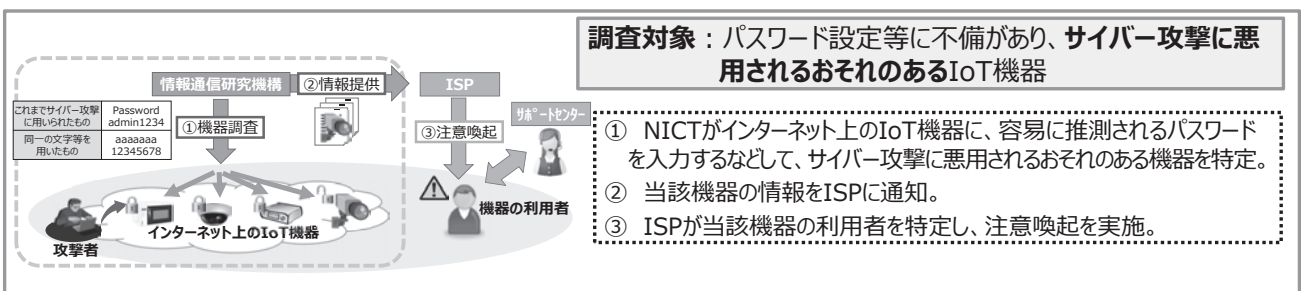 調査対象：パスワード設定等に不備があり、サイバー攻撃に悪
用されるおそれのあるIoT機器
情報通信研究機構
②情報提供
ISP
これまでサイバー攻撃
に用いられたもの
Password
admin1234
同一の文字等を
用いたもの
aaaaaaa
12345678
①機器調査
③注意喚起
サポートセンター
機器の利用者
インターネット上のIoT機器
攻撃者
① NICTがインターネット上のIoT機器に、容易に推測されるパスワード
を入力するなどして、サイバー攻撃に悪用されるおそれのある機器を特定。
② 当該機器の情報をISPに通知。
③ ISPが当該機器の利用者を特定し、注意喚起を実施。